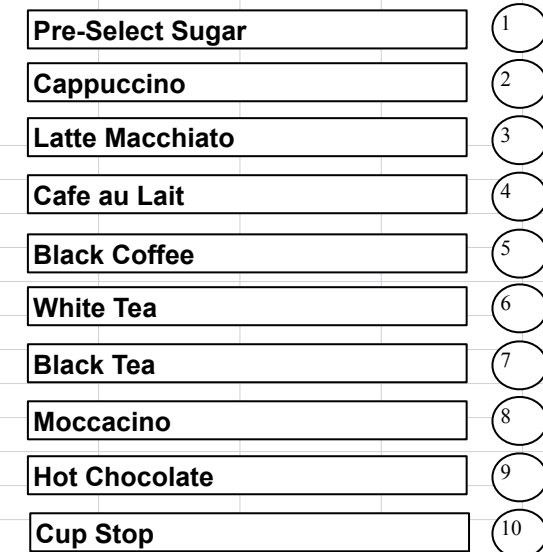 Pre-Select Sugar 1
Cappuccino 2
Latte Macchiato 3
Cafe au Lait 4
Black Coffee 5
White Tea 6
Black Tea 7
Moccacino 8
Hot Chocolate 9
Cup Stop 10